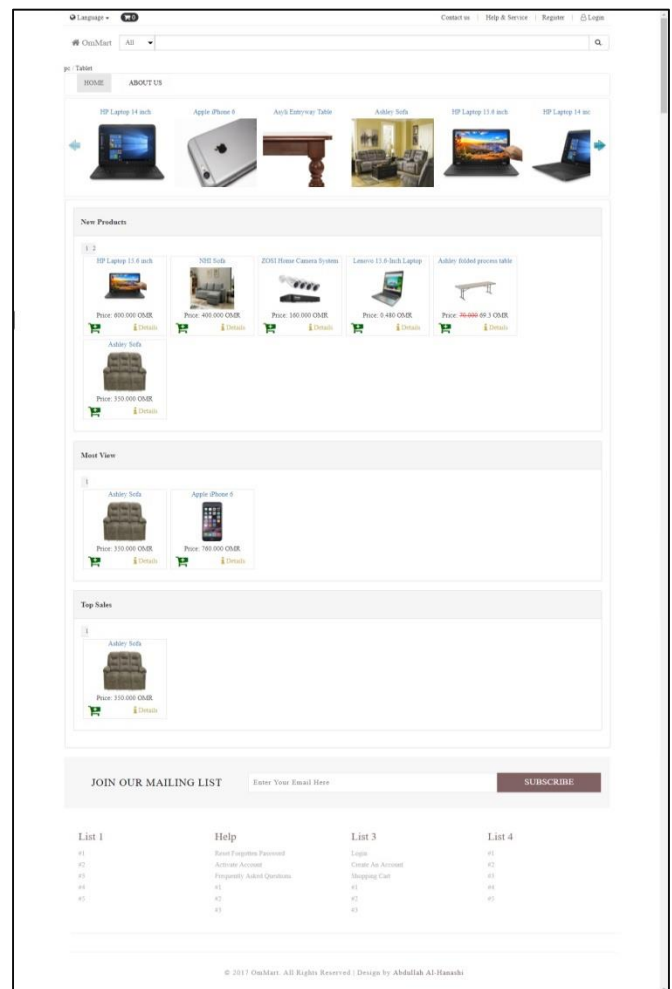 Language 0 Contact us | Help & Service | Register | Login
OmMart All
pc / Tablet
HOME ABOUT US
HP Laptop 14 inch Apple iPhone 6 Asyli Entryway Table Ashley Sofa HP Laptop 15.6 inch HP Laptop 14 inc
New Products
1 2
HP Laptop 15.6 inch NHI Sofa ZOSI Home Camera System Lenovo 13.6-Inch Laptop Ashley folded process table
Price: 600.000 OMR Price: 400.000 OMR Price: 160.000 OMR Price: 0.480 OMR Price: 70.000 69.3 OMR
Details Details Details Details Details
Ashley Sofa
Price: 350.000 OMR
Details
Most View
1
Ashley Sofa Apple iPhone 6
Price: 350.000 OMR Price: 760.000 OMR
Details Details
Top Sales
1
Ashley Sofa
Price: 350.000 OMR
Details
JOIN OUR MAILING LIST Enter Your Email Here SUBSCRIBE
List 1 Help List 3 List 4
#1 Reset Forgotten Password Login #1
#2 Activate Account Create An Account #2
#3 Frequently Asked Questions Shopping Cart #3
#4 #1 #1 #4
#5 #2 #2 #5
#3 #3
© 2017 OmMart. All Rights Reserved | Design by Abdullah Al-Hanashi